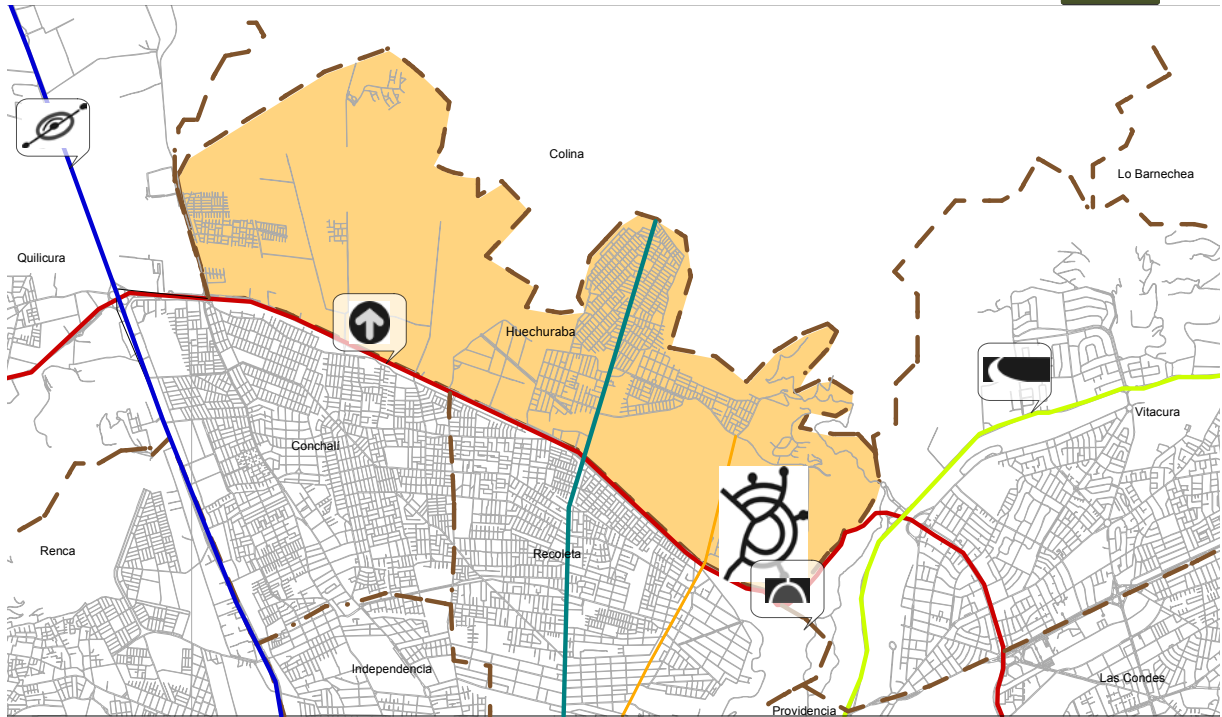 Colina
Lo Barnechea
Quilicura
Huechuraba
Vitacura
Conchalí
Renca
Recoleta
Independencia
Las Condes
Providencia